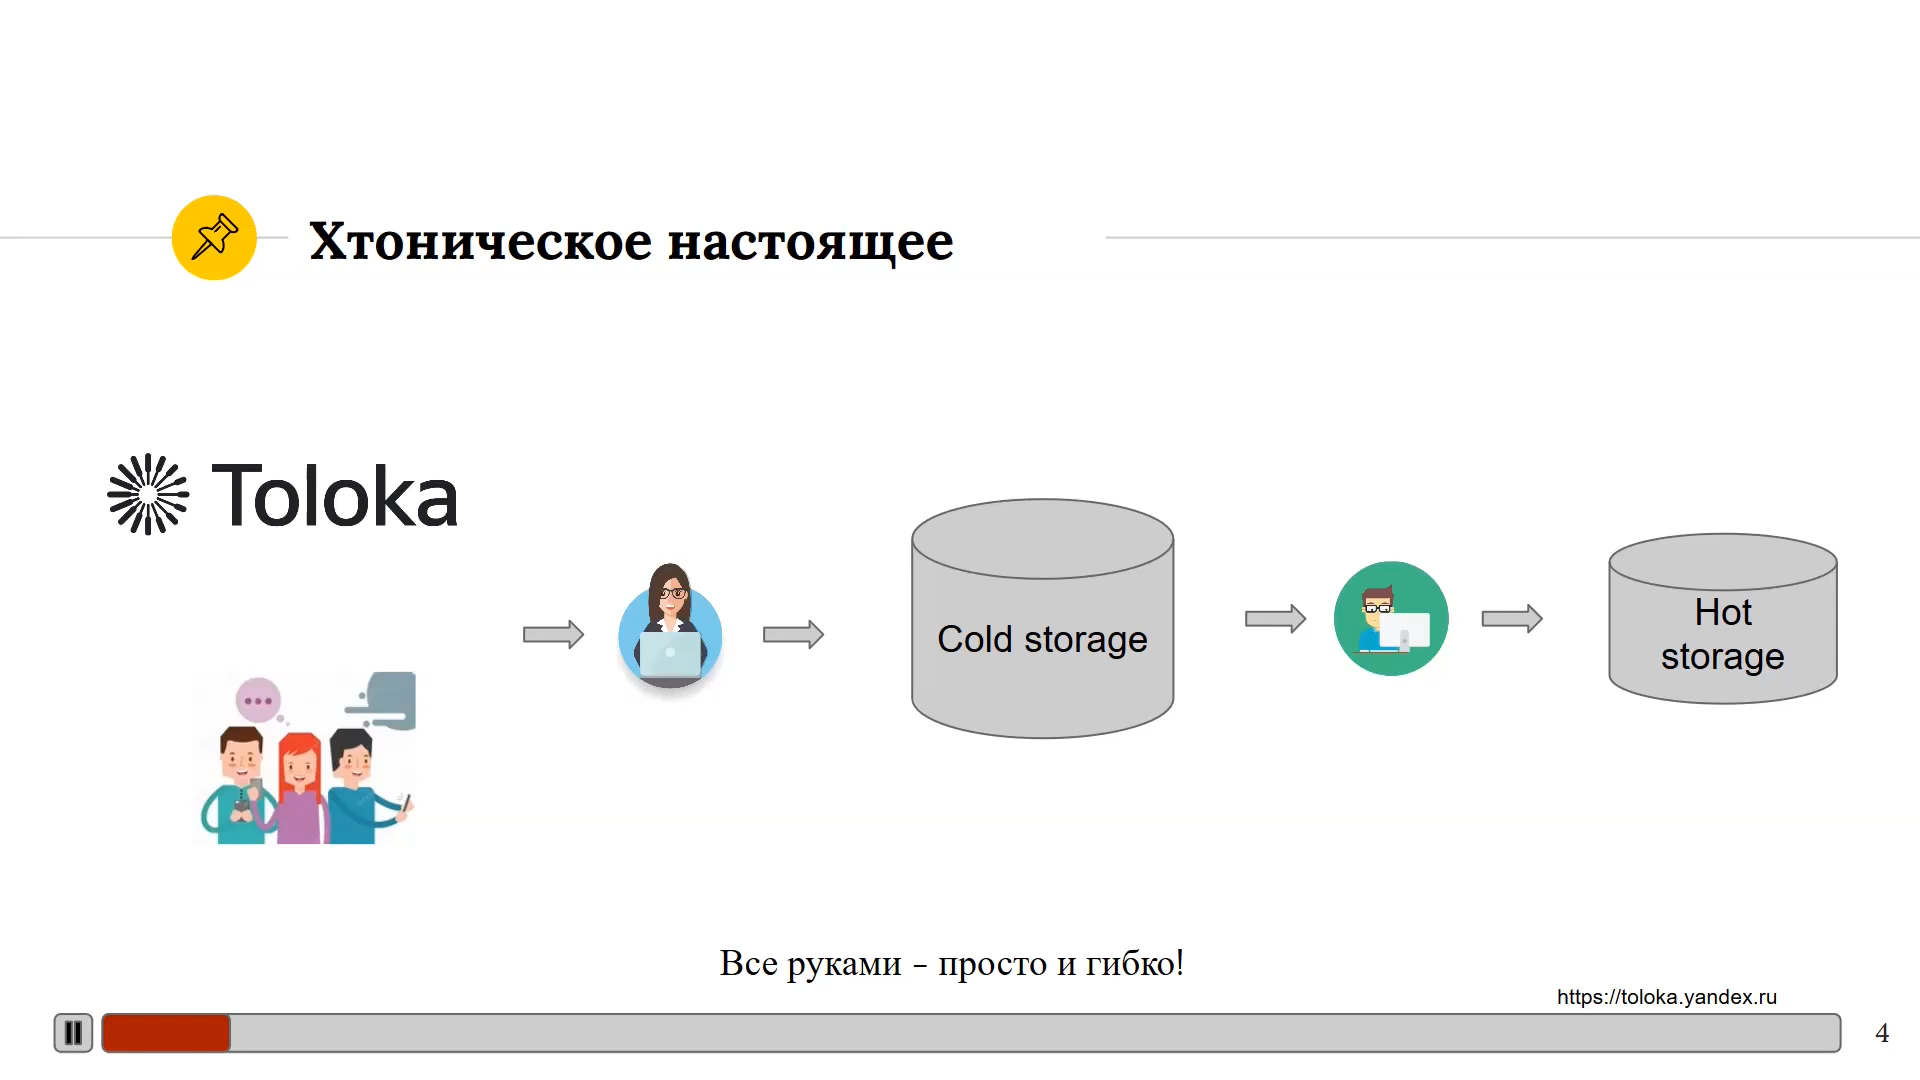 Хтоническое настоящее
Toloka
Cold storage
Hot
storage
Все руками - просто и гибко!
https://toloka.yandex.ru
4